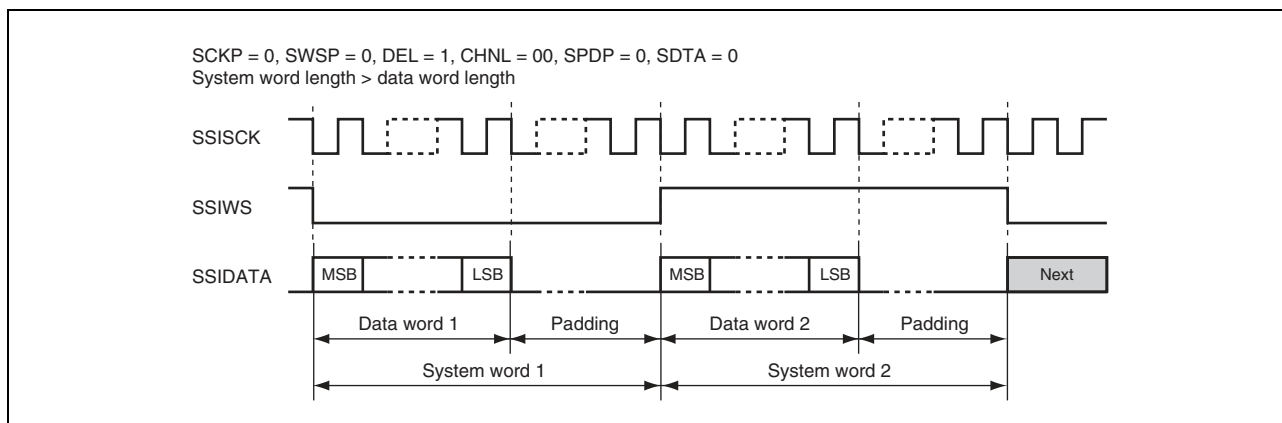 SCKP = 0, SWSP = 0, DEL = 1, CHNL = 00, SPDP = 0, SDTA = 0
System word length > data word length
SSISCK
SSIWS
SSIDATA
MSB
LSB
MSB
LSB
Next
Data word 1
Padding
Data word 2
Padding
System word 1
System word 2